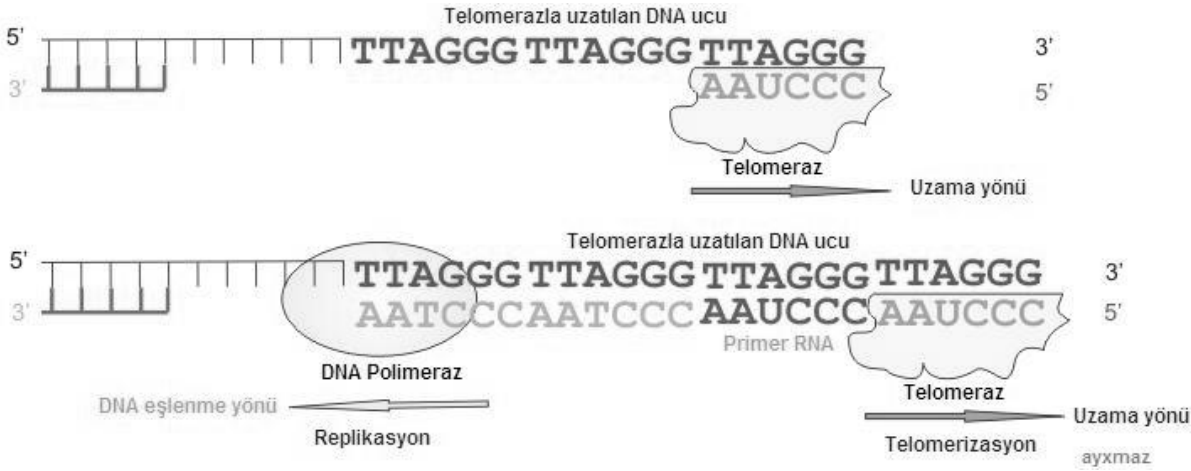 Telomerazla uzatılan DNA ucu
5' TTAGGG TTAGGG TTAGGG 3'
3' AAUCCC 5'
Telomeraz
Uzama yönü
Telomerazla uzatılan DNA ucu
5' TTAGGG TTAGGG TTAGGG TTAGGG 3'
3' AATCCC AATCCC AAUCCC AAUCCC 5'
Primer RNA
DNA Polimeraz Telomeraz
DNA eşlenme yönü Uzama yönü
Replikasyon Telomerizasyon
ayxmaz